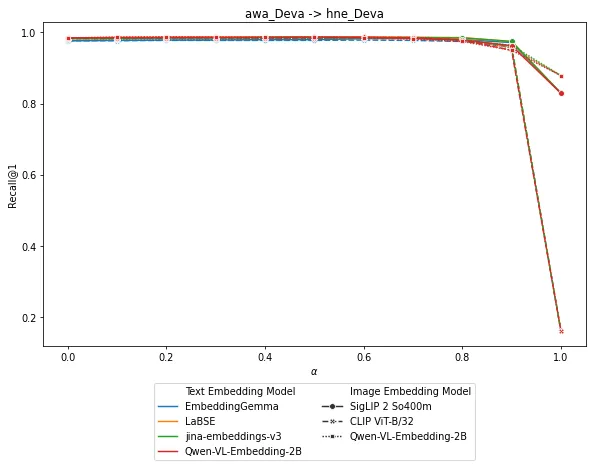 awa_Deva -> hne_Deva
Recall@1
1.0
0.8
0.6
0.4
0.2
0.0 0.2 0.4 0.6 0.8 1.0
α
Text Embedding Model Image Embedding Model
EmbeddingGemma SigLIP 2 So400m
LaBSE CLIP ViT-B/32
jina-embeddings-v3 Qwen-VL-Embedding-2B
Qwen-VL-Embedding-2B